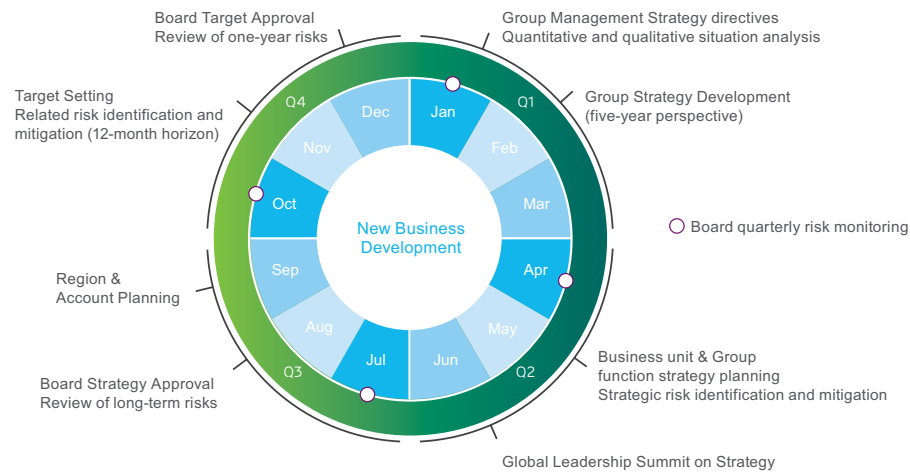 Board Target Approval
Review of one-year risks
Group Management Strategy directives
Quantitative and qualitative situation analysis
Target Setting
Related risk identification and
mitigation (12-month horizon)
Group Strategy Development
(five-year perspective)
Q4
Q1
Dec
Jan
Nov
Feb
Oct
Mar
New Business
Development
Board quarterly risk monitoring
Sep
Apr
Region &
Account Planning
Aug
May
Jul
Jun
Q3
Q2
Board Strategy Approval
Review of long-term risks
Business unit & Group
function strategy planning
Strategic risk identification and mitigation
Global Leadership Summit on Strategy